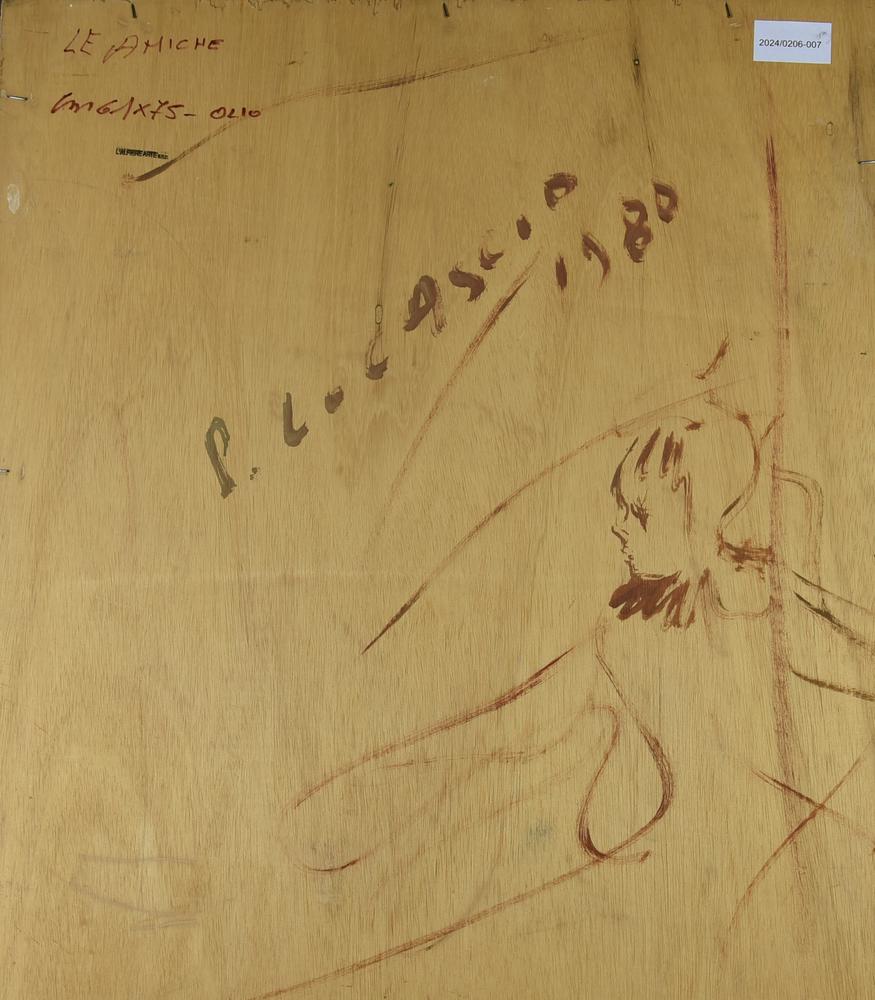 LE AMICHE
2024/0206-007
cm 61x75 - OLIO
P. Lo CAScio
1980